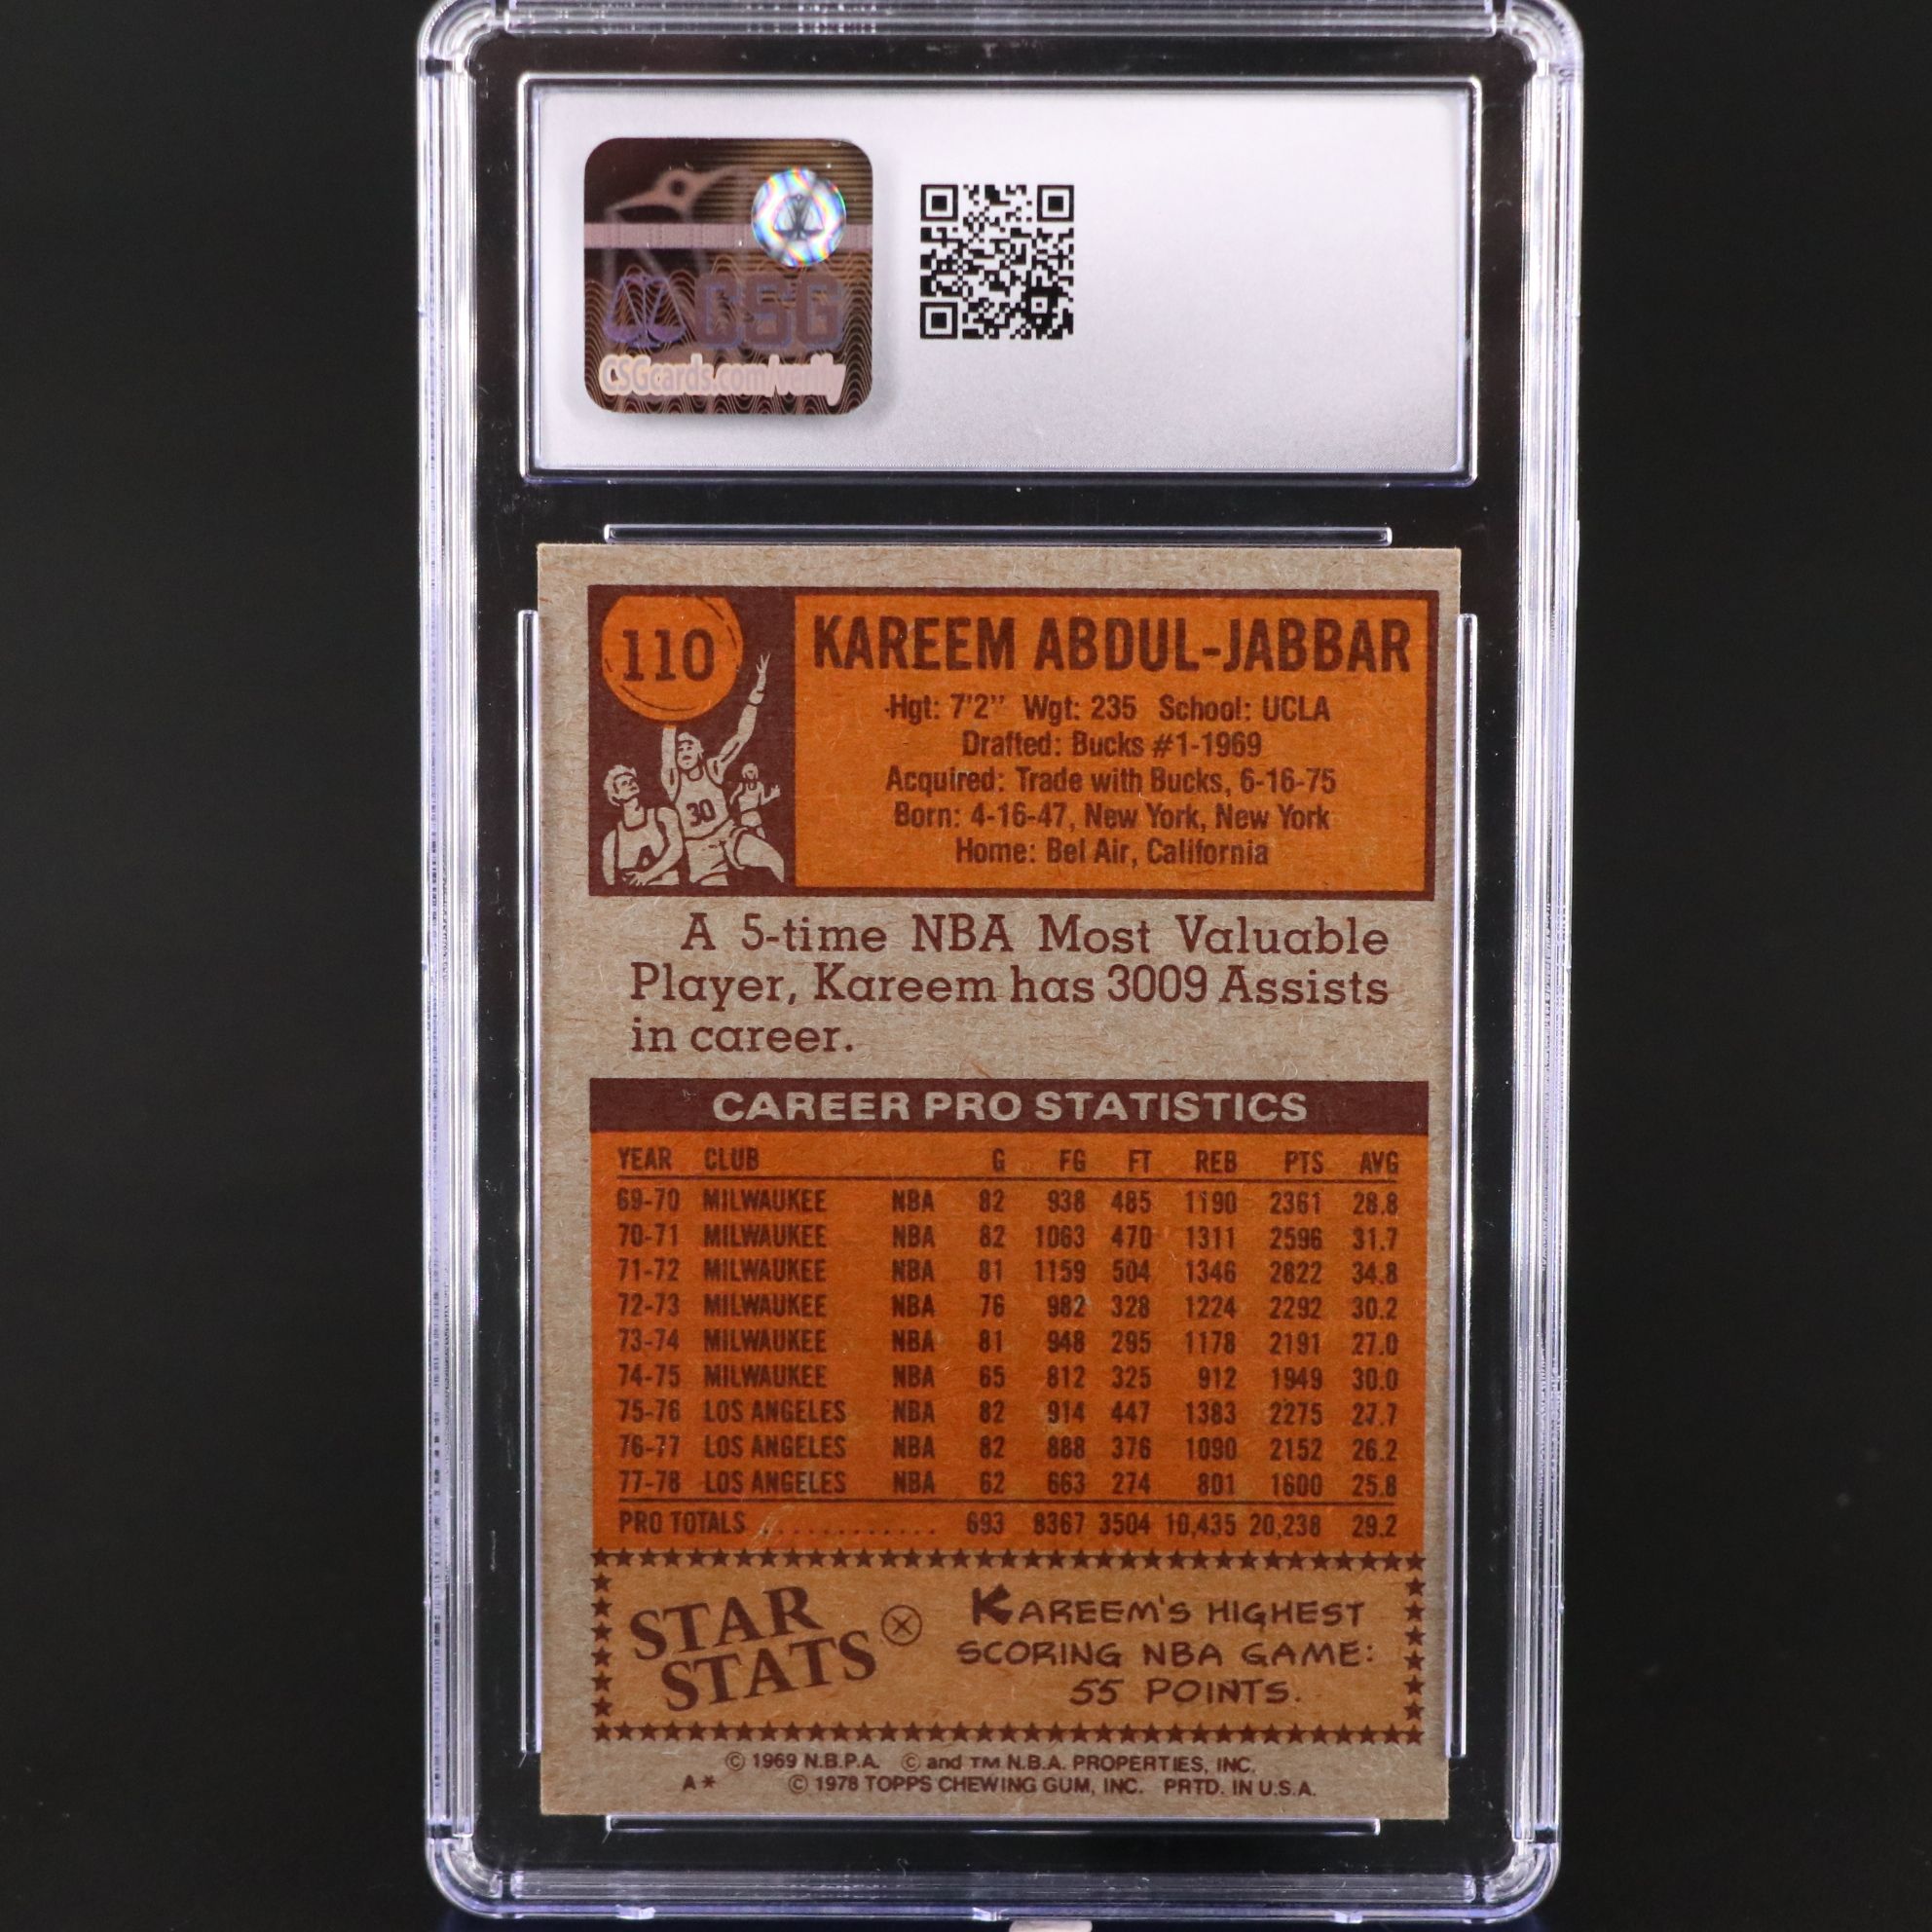 CSG
CSGcards.com/verify
110
30
KAREEM ABDUL-JABBAR
Hgt: 7'2" Wgt: 235 School: UCLA
Drafted: Bucks #1-1969
Acquired: Trade with Bucks, 6-16-75
Born: 4-16-47, New York, New York
Home: Bel Air, California
A 5-time NBA Most Valuable
Player, Kareem has 3009 Assists
in career.
CAREER PRO STATISTICS
YEAR CLUB G FG FT REB PTS AVG
69-70 MILWAUKEE NBA 82 938 485 1190 2361 28.8
70-71 MILWAUKEE NBA 82 1063 470 1311 2596 31.7
71-72 MILWAUKEE NBA 81 1159 504 1346 2822 34.8
72-73 MILWAUKEE NBA 76 982 328 1224 2292 30.2
73-74 MILWAUKEE NBA 81 948 295 1178 2191 27.0
74-75 MILWAUKEE NBA 65 812 325 912 1949 30.0
75-76 LOS ANGELES NBA 82 914 447 1383 2275 27.7
76-77 LOS ANGELES NBA 82 888 376 1090 2152 26.2
77-78 LOS ANGELES NBA 62 663 274 801 1600 25.8
PRO TOTALS ............ 693 8367 3504 10,435 20,238 29.2
STAR
STATS
KAREEM'S HIGHEST
SCORING NBA GAME:
55 POINTS.
© 1969 N.B.P.A. © and TM N.B.A. PROPERTIES, INC.
A* © 1978 TOPPS CHEWING GUM, INC. PRTD. IN U.S.A.